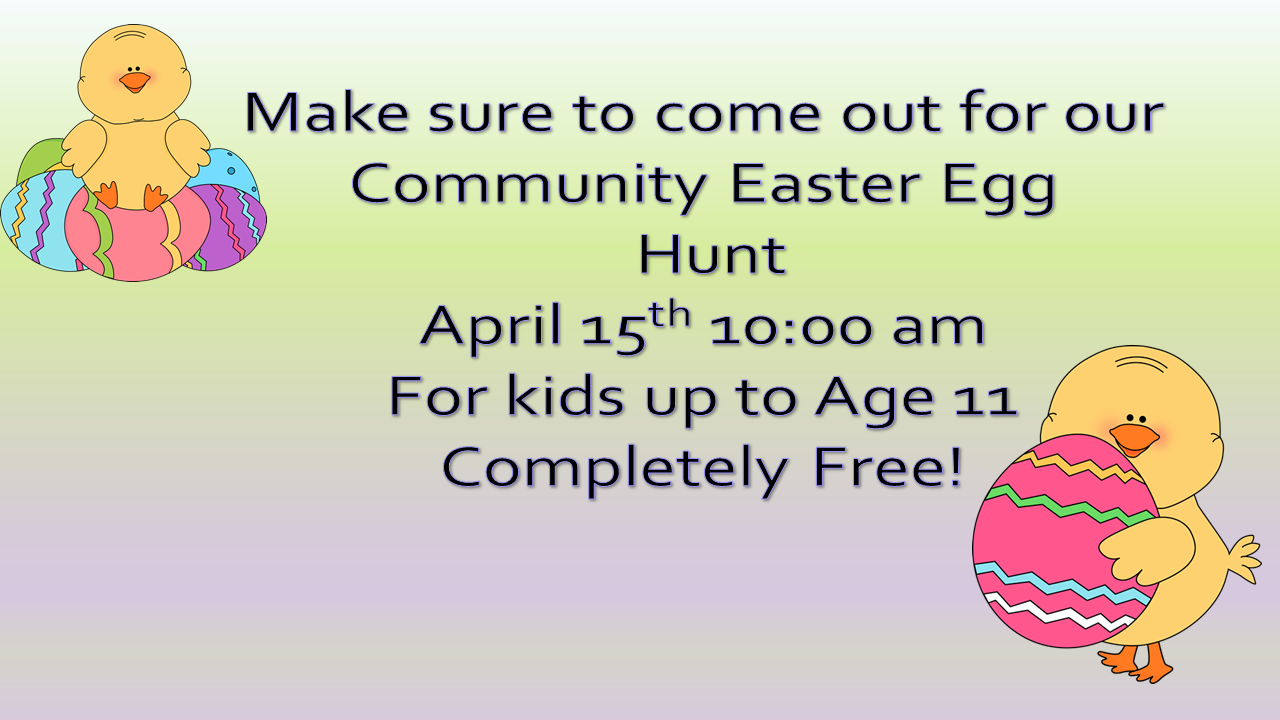 Make sure to come out for our
Community Easter Egg
Hunt
April 15th 10:00 am
For kids up to Age 11
Completely Free!